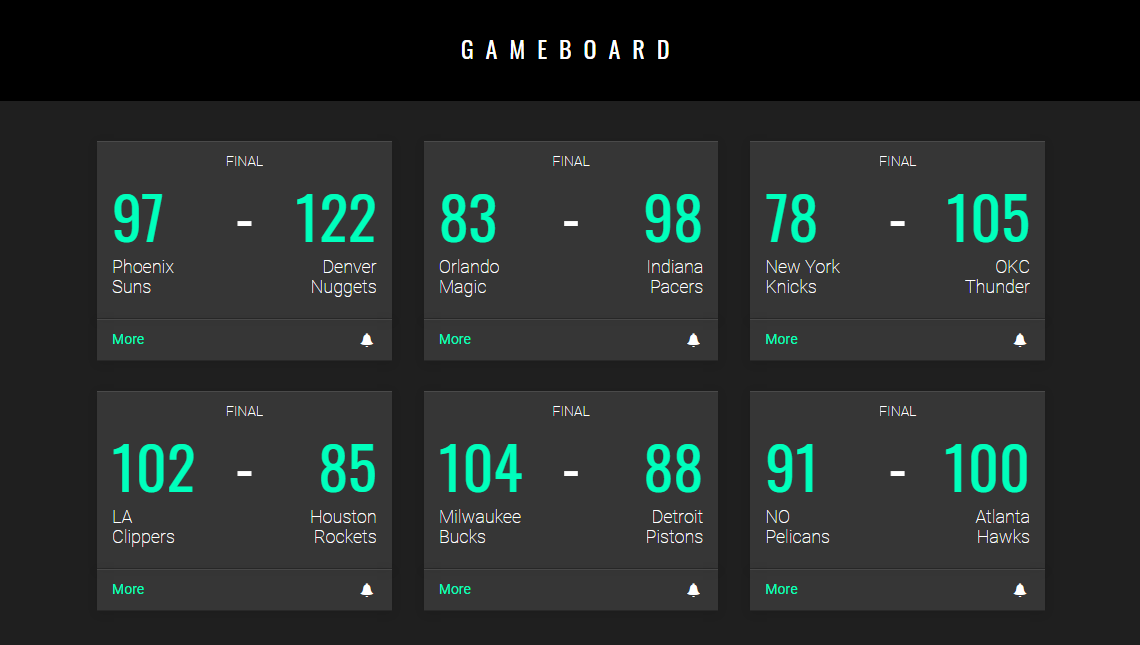 GAMEBOARD
FINAL
97 - 122
Phoenix Denver
Suns Nuggets
More
FINAL
83 - 98
Orlando Indiana
Magic Pacers
More
FINAL
78 - 105
New York OKC
Knicks Thunder
More
FINAL
102 - 85
LA Houston
Clippers Rockets
More
FINAL
104 - 88
Milwaukee Detroit
Bucks Pistons
More
FINAL
91 - 100
NO Atlanta
Pelicans Hawks
More